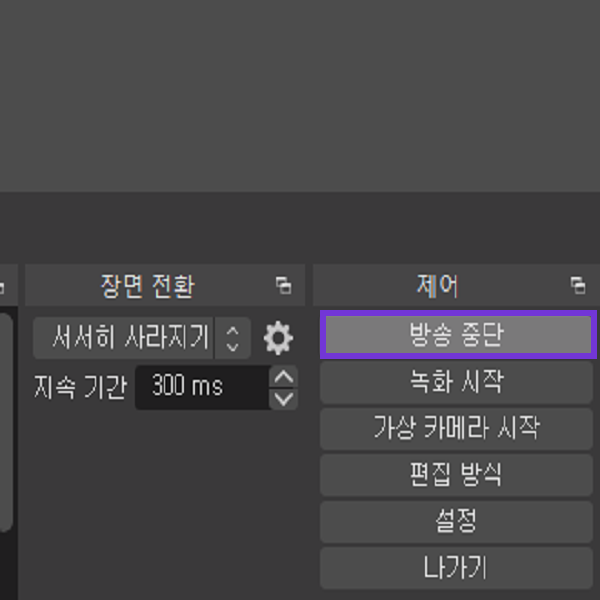 장면 전환
서서히 사라지기
지속 기간 300 ms
제어
방송 중단
녹화 시작
가상 카메라 시작
편집 방식
설정
나가기